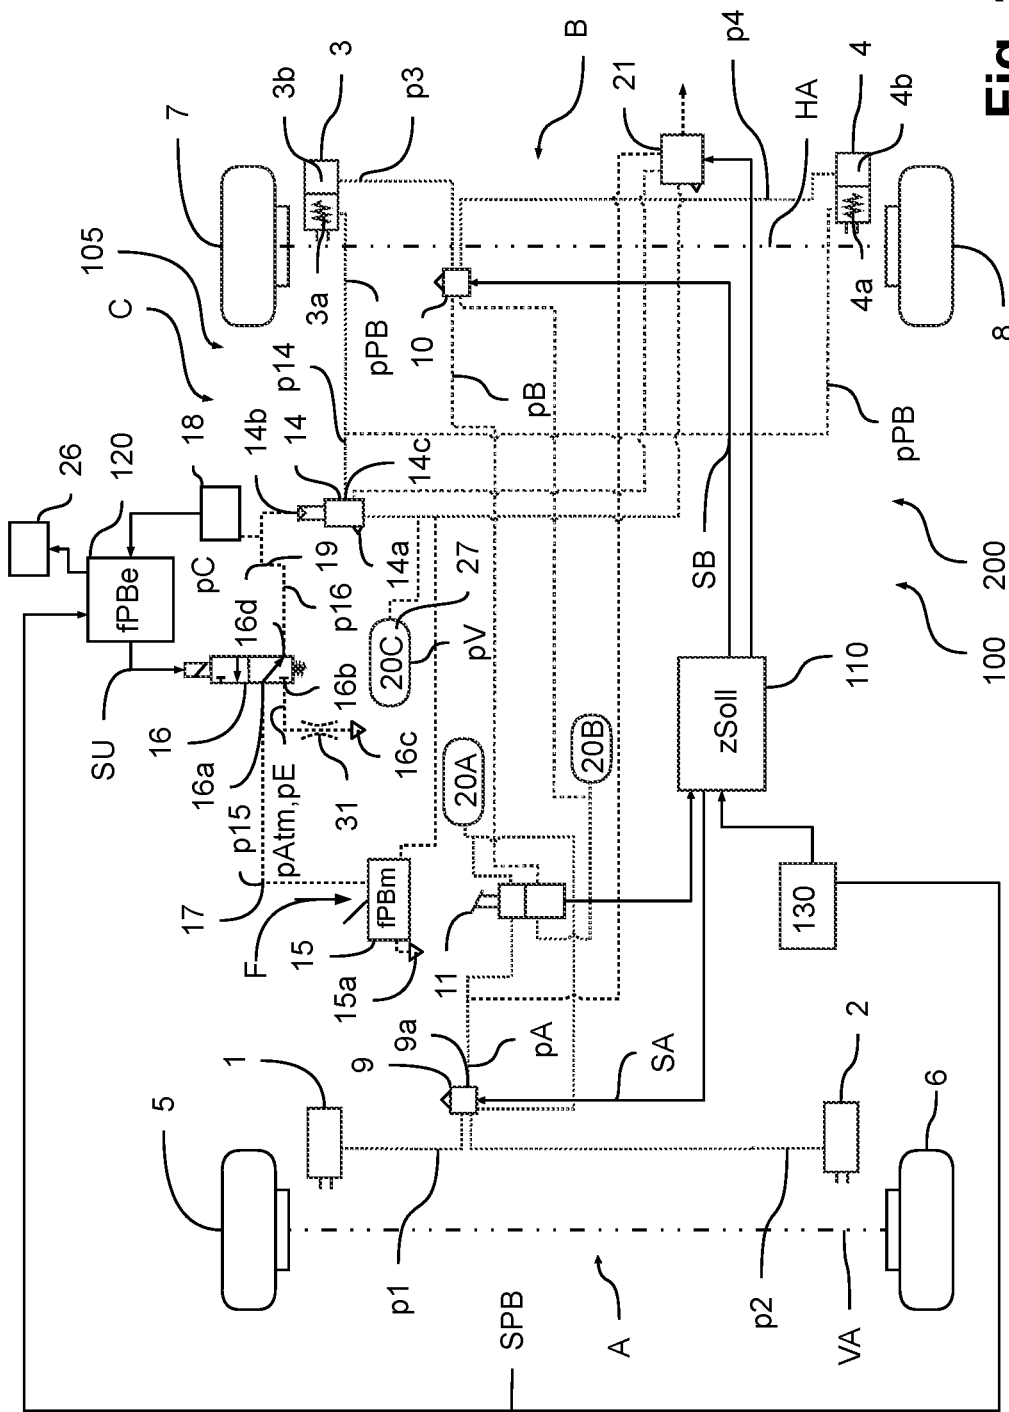 Fig.
7
3b
3
p3
B
21
p4
HA
4
4b
4a
8
105
C
3a
pPB
10
pB
p14
pPB
26
120
18
14b
14
14c
14a
fPBe
pC
19
p16
27
20C
pV
SB
200
100
16d
16b
SU
16
16a
p15
pAtm,pE
31
16c
20A
20B
zSoll
110
17
F
15
fPBm
15a
11
130
9a
9
pA
SA
1
5
2
6
p1
p2
SPB
A
VA